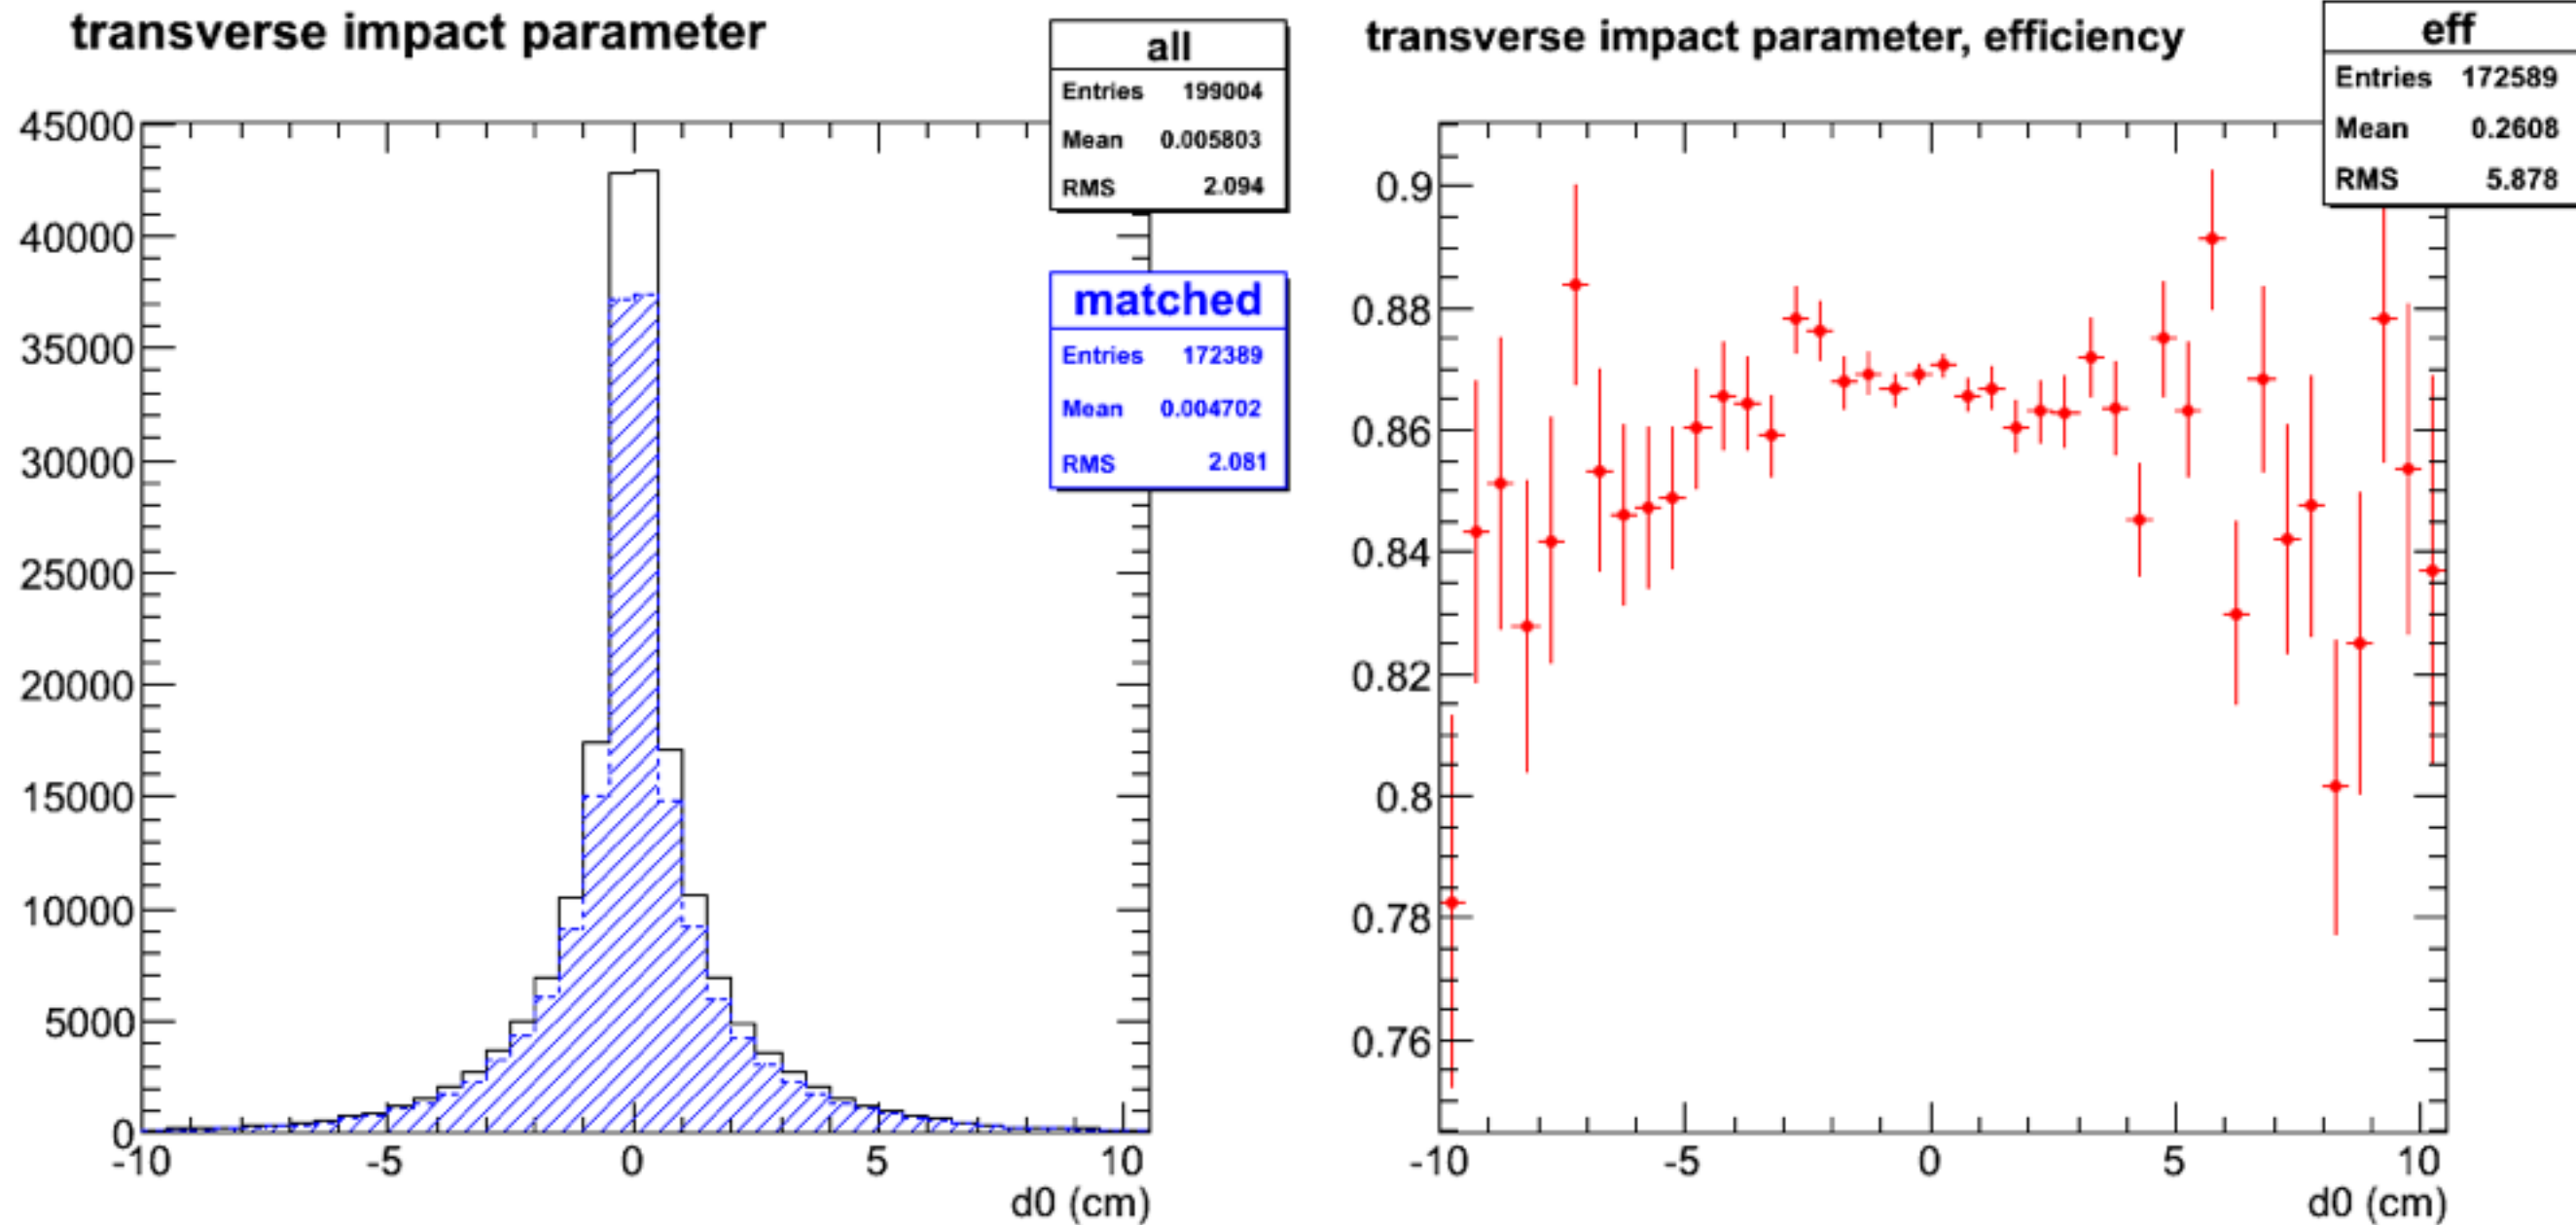 transverse impact parameter
all
Entries 199004
Mean 0.005803
RMS 2.094
matched
Entries 172389
Mean 0.004702
RMS 2.081
45000
40000
35000
30000
25000
20000
15000
10000
5000
0
-10 -5 0 5 10
d0 (cm)
transverse impact parameter, efficiency
eff
Entries 172589
Mean 0.2608
RMS 5.878
0.9
0.88
0.86
0.84
0.82
0.8
0.78
0.76
-10 -5 0 5 10
d0 (cm)